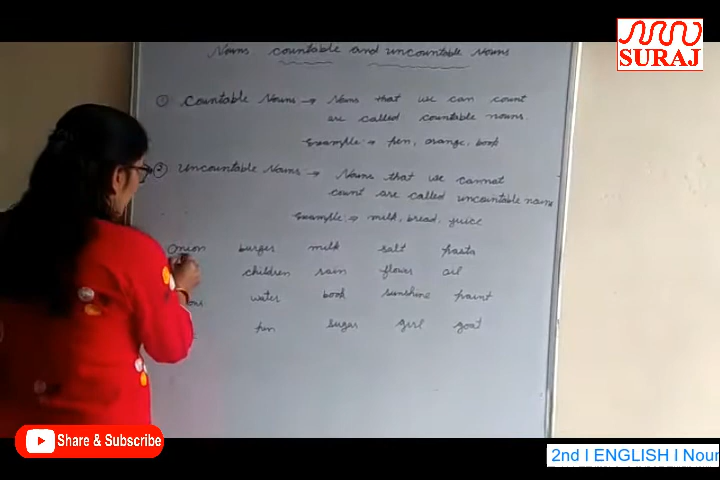 SURAJ
Nouns countable and uncountable Nouns
① Countable Nouns → Nouns that we can count
are called countable nouns.
Example → pen, orange, book
② Uncountable Nouns → Nouns that we cannot
count are called uncountable noun
Example → milk, bread, juice
Onion burger milk salt pasta
children rain flower oil
water book sunshine paint
pen sugar girl goat
Share & Subscribe
2nd I ENGLISH I Nour